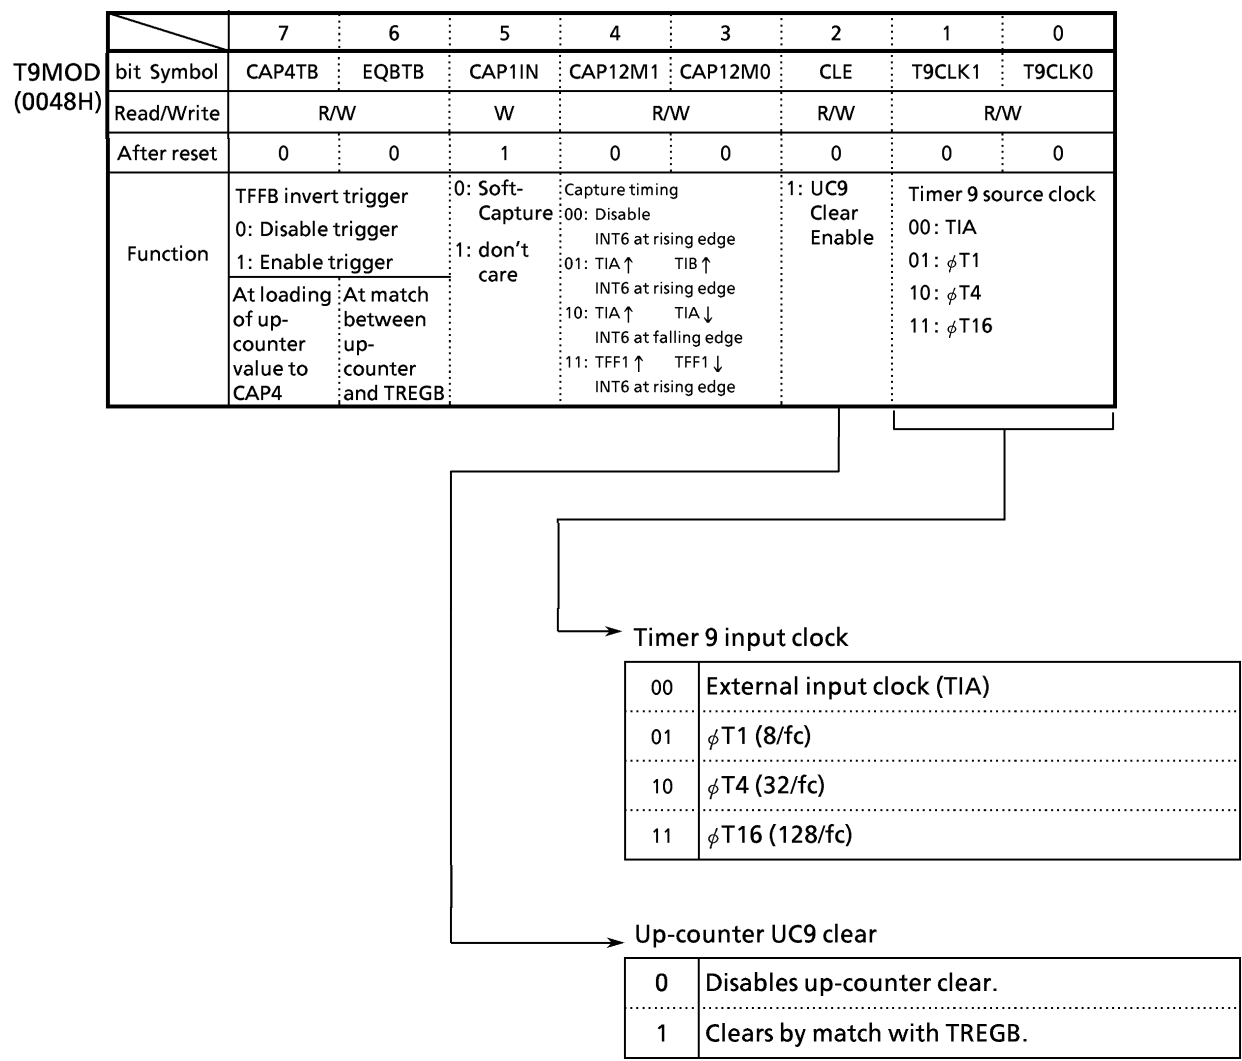 7 6 5 4 3 2 1 0
T9MOD
(0048H)
bit Symbol CAP4TB EQBTB CAP1IN CAP12M1 CAP12M0 CLE T9CLK1 T9CLK0
Read/Write R/W W R/W R/W R/W
After reset 0 0 1 0 0 0 0 0
Function
TFFB invert trigger
0: Disable trigger
1: Enable trigger
At loading
of up-
counter
value to
CAP4
At match
between
up-
counter
and TREGB
0: Soft-
Capture
1: don't
care
Capture timing
00: Disable
INT6 at rising edge
01: TIA↑ TIB↑
INT6 at rising edge
10: TIA↑ TIA↓
INT6 at falling edge
11: TFF1↑ TFF1↓
INT6 at rising edge
1: UC9
Clear
Enable
Timer 9 source clock
00: TIA
01: ϕT1
10: ϕT4
11: ϕT16
Timer 9 input clock
00 External input clock (TIA)
01 ϕT1 (8/fc)
10 ϕT4 (32/fc)
11 ϕT16 (128/fc)
Up-counter UC9 clear
0 Disables up-counter clear.
1 Clears by match with TREGB.